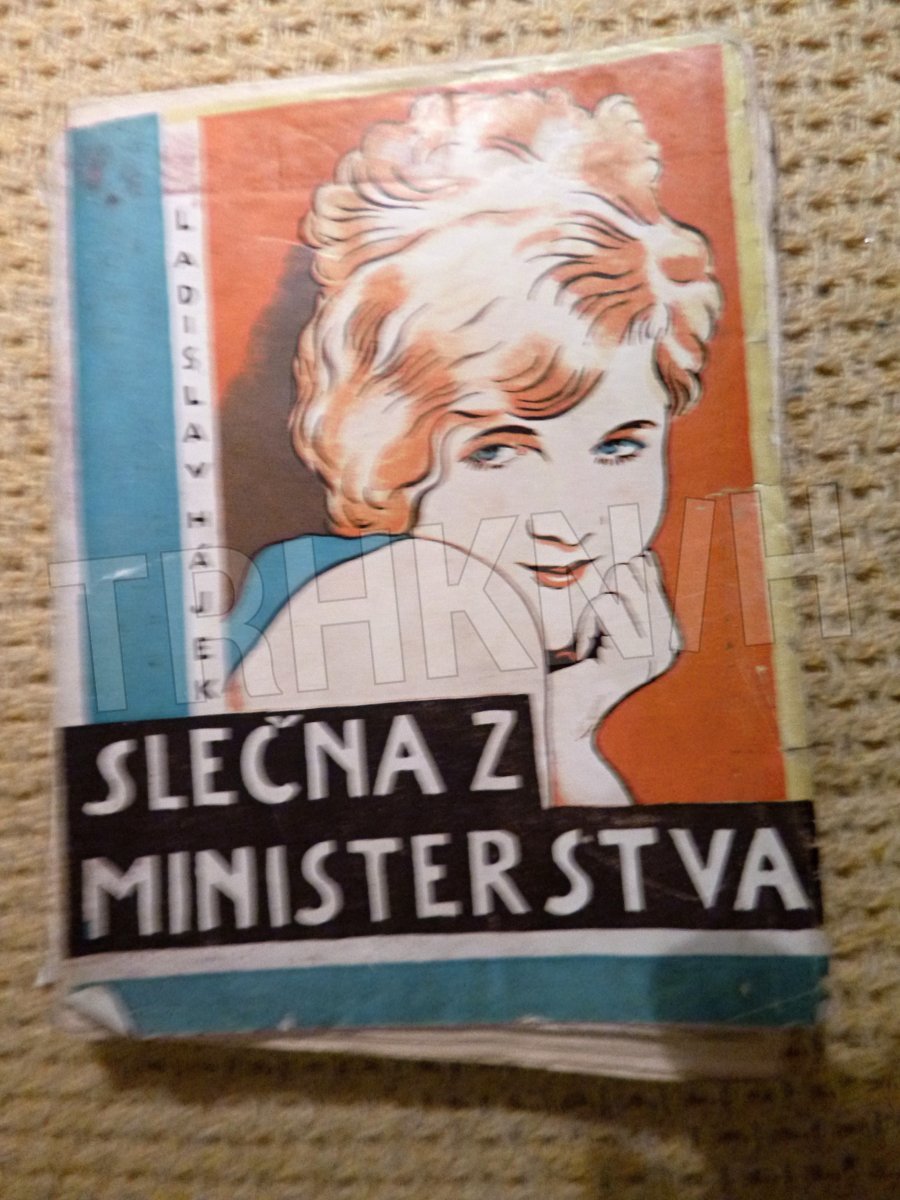 LADISLAV HÁJEK
SLEČNA Z
MINISTERSTVA
TRHKNIH